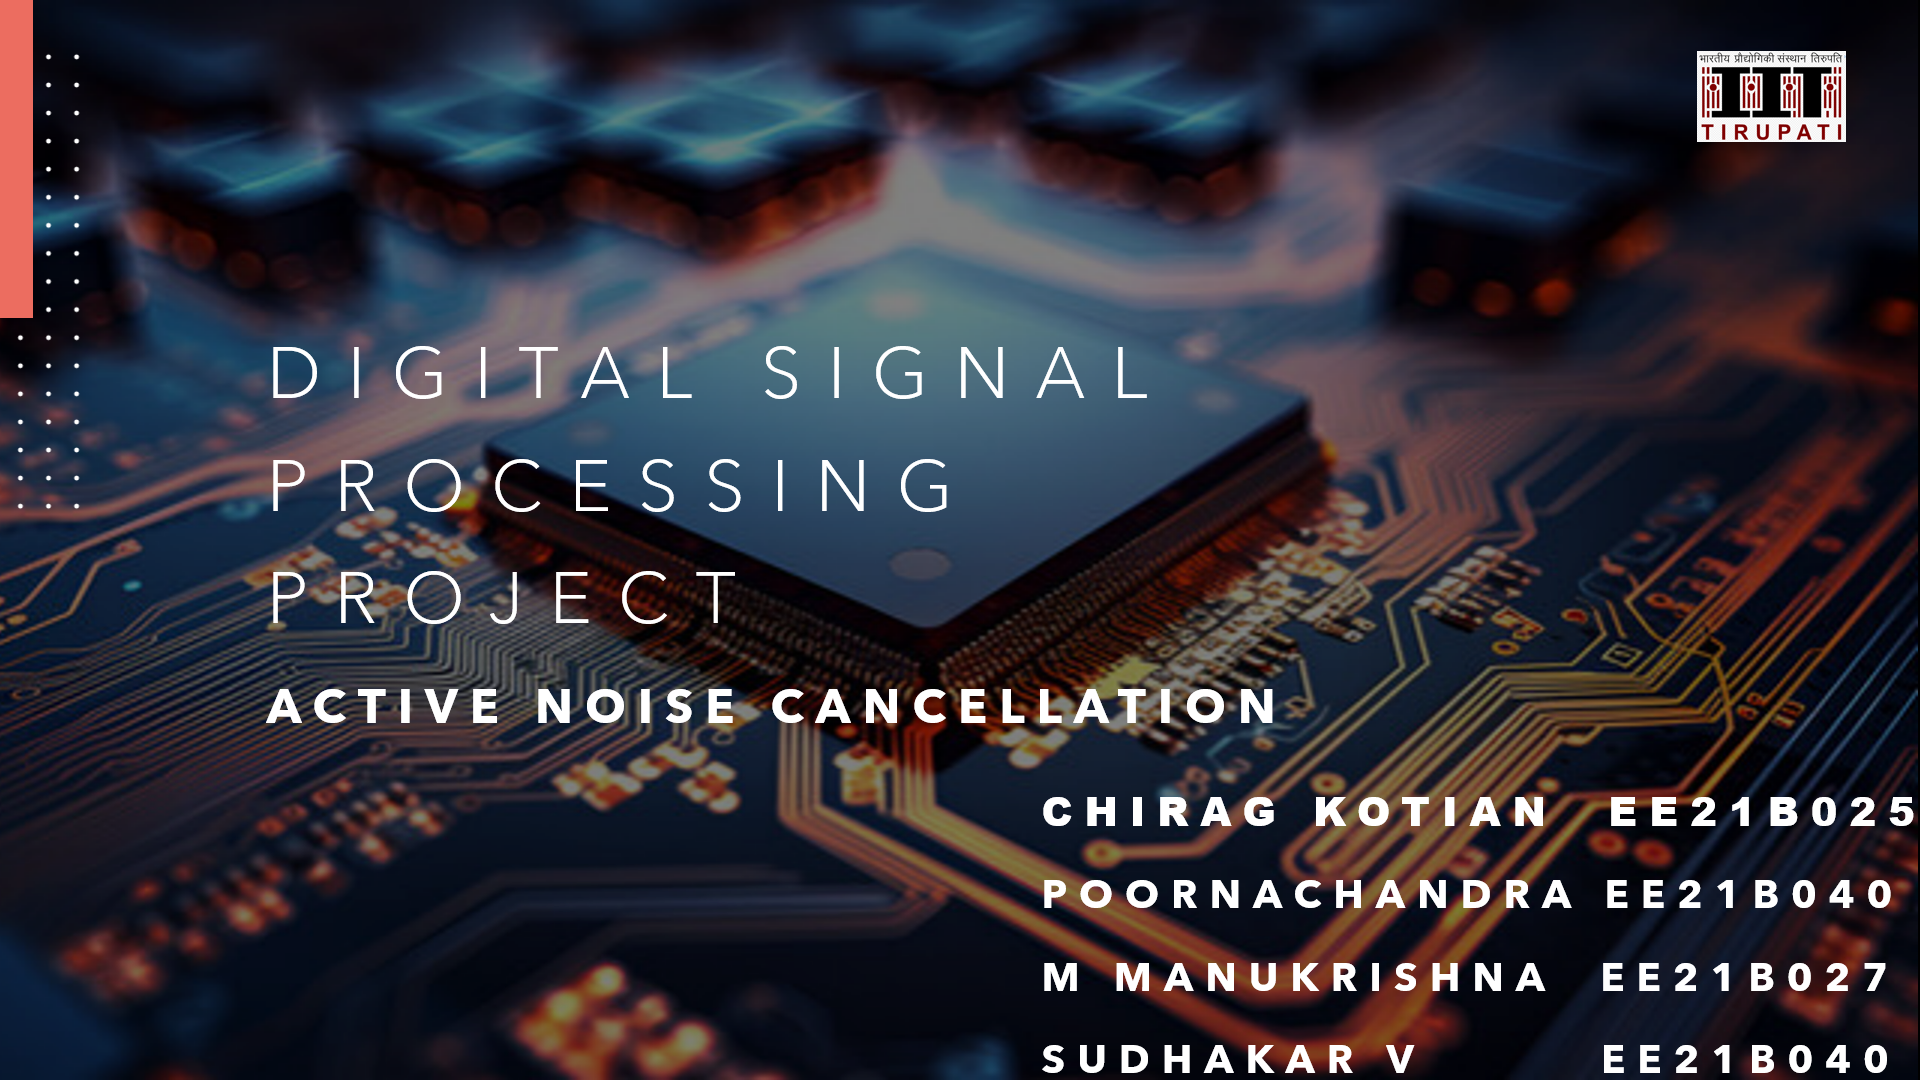 भारतीय प्रौद्योगिकी संस्थान तिरुपति
IIT
TIRUPATI
DIGITAL SIGNAL
PROCESSING
PROJECT
ACTIVE NOISE CANCELLATION
CHIRAG KOTIAN EE21B025
POORNACHANDRA EE21B040
M MANUKRISHNA EE21B027
SUDHAKAR V EE21B040